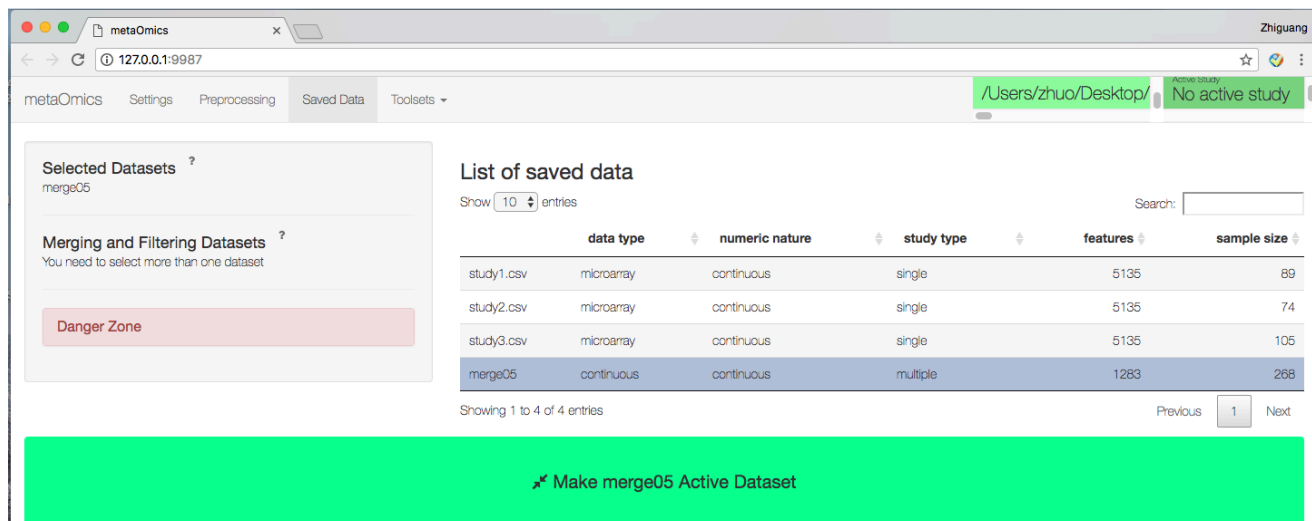 metaOmics
Zhiguang
127.0.0.1:9987
metaOmics Settings Preprocessing Saved Data Toolsets
/Users/zhuo/Desktop/
Active Study
No active study
Selected Datasets ?
merge05
Merging and Filtering Datasets ?
You need to select more than one dataset
Danger Zone
List of saved data
Show 10 entries
Search:
data type numeric nature study type features sample size
study1.csv microarray continuous single 5135 89
study2.csv microarray continuous single 5135 74
study3.csv microarray continuous single 5135 105
merge05 continuous continuous multiple 1283 268
Showing 1 to 4 of 4 entries
Previous 1 Next
Make merge05 Active Dataset